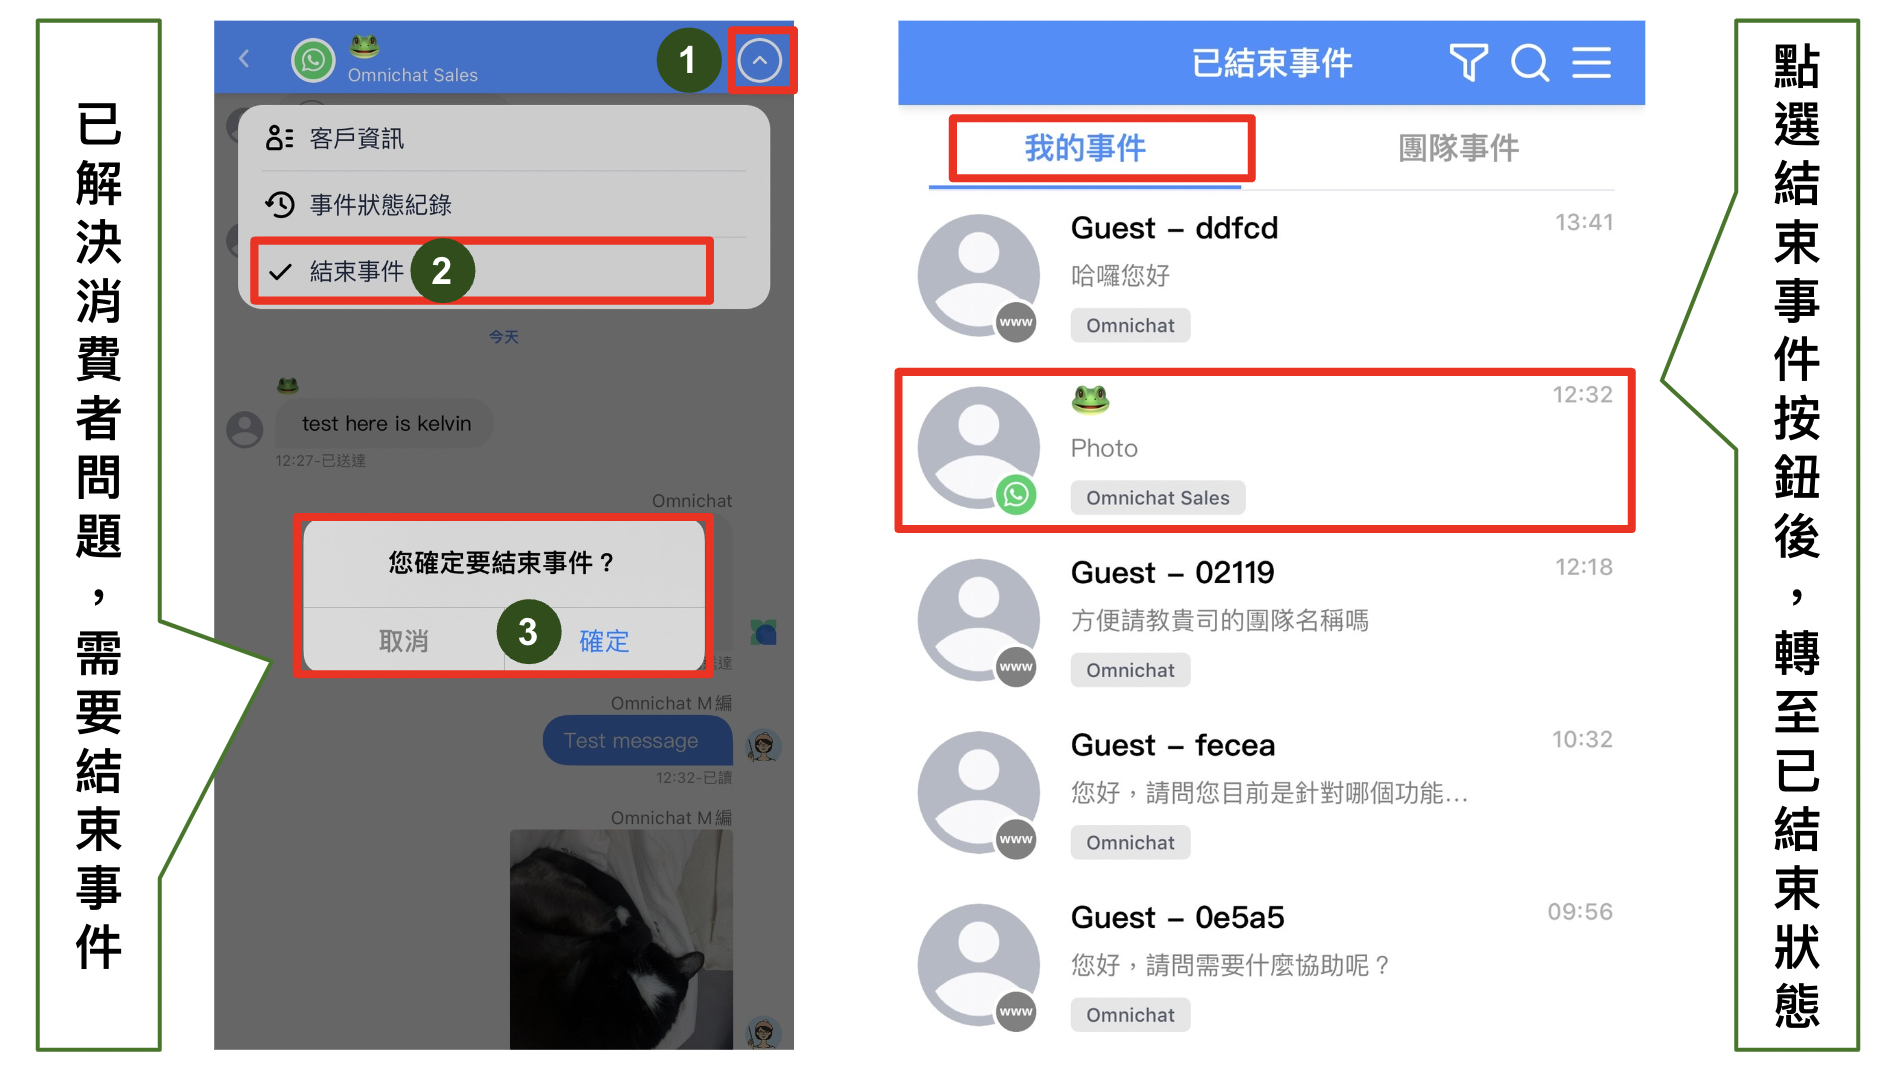 已解決消費者問題，需要結束事件
Omnichat Sales
1
客戶資訊
事件狀態紀錄
結束事件
2
今天
test here is kelvin
12:27-已送達
Omnichat
您確定要結束事件？
取消
3
確定
送達
Omnichat M編
Test message
12:32-已讀
Omnichat M編
已結束事件
我的事件
團隊事件
Guest – ddfcd
13:41
哈囉您好
www
Omnichat
12:32
Photo
Omnichat Sales
Guest – 02119
12:18
方便請教貴司的團隊名稱嗎
www
Omnichat
Guest – fecea
10:32
您好，請問您目前是針對哪個功能...
www
Omnichat
Guest – 0e5a5
09:56
您好，請問需要什麼協助呢？
www
Omnichat
點選結束事件按鈕後，轉至已結束狀態